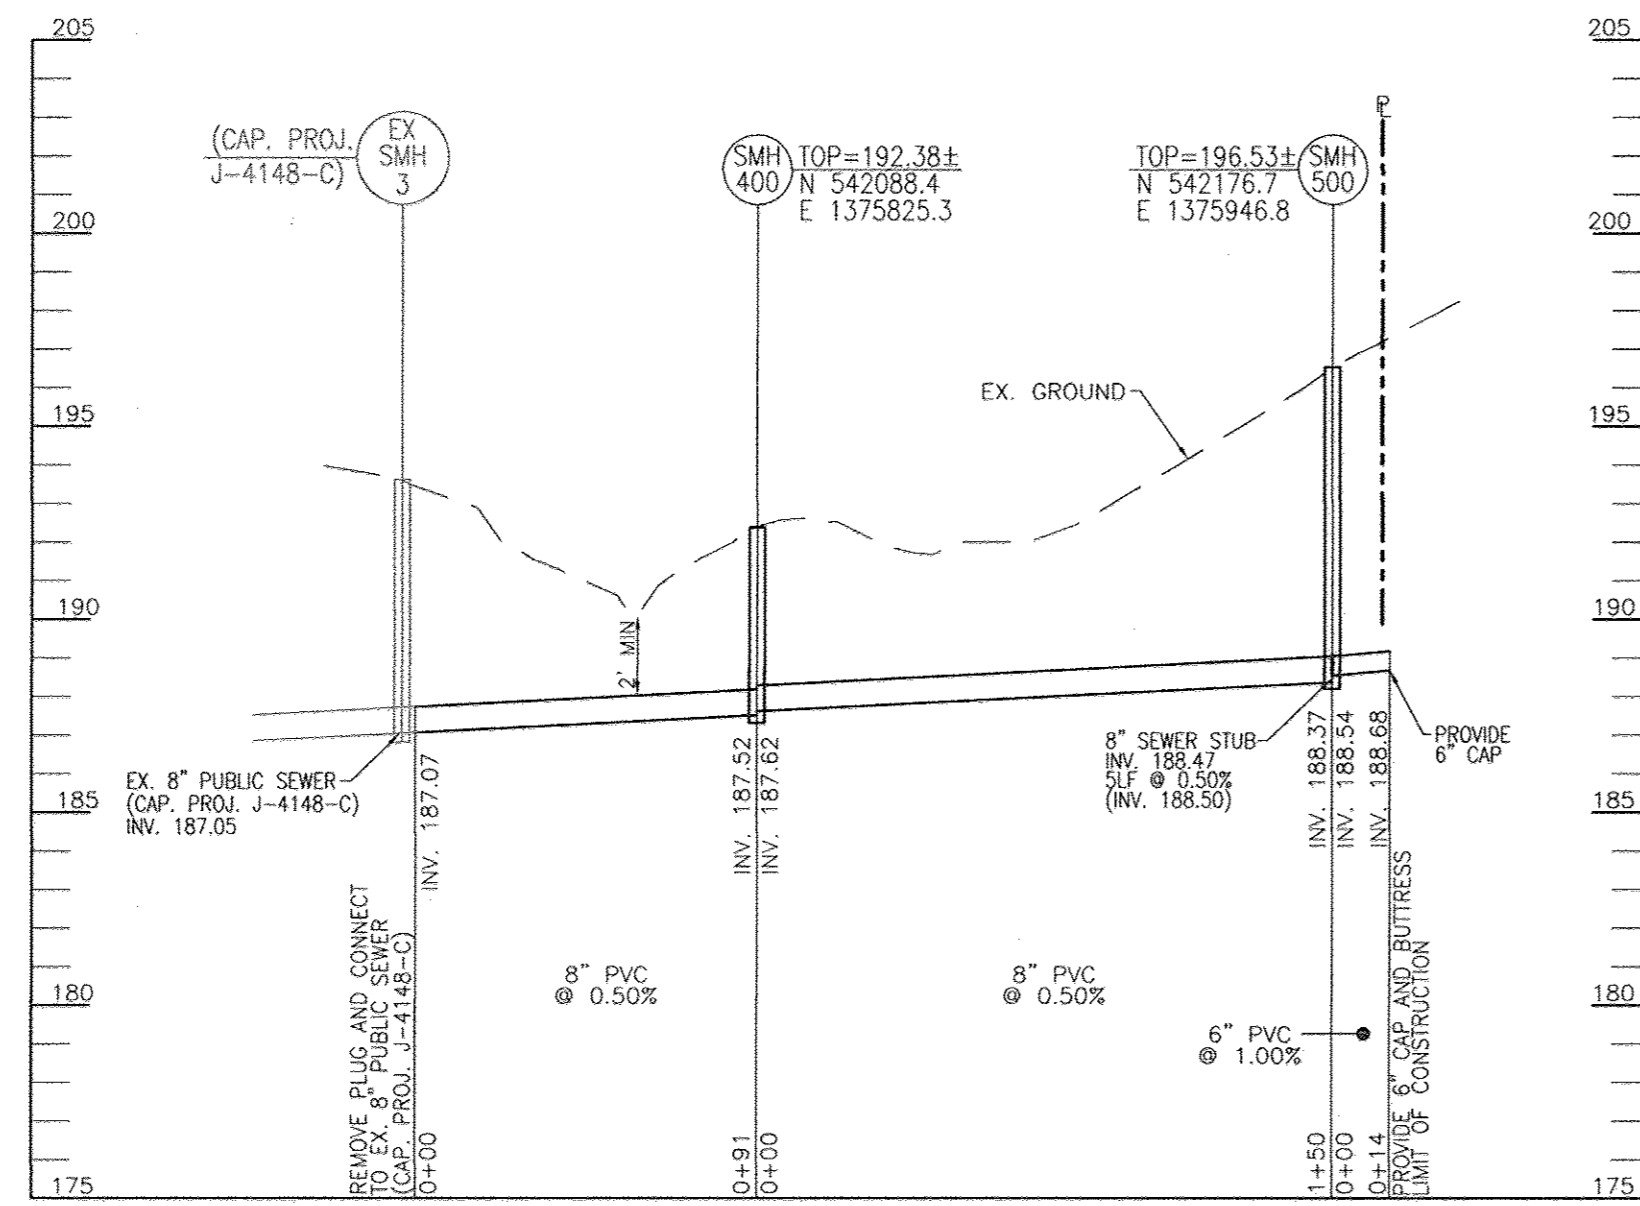 205
205
(CAP. PROJ.
J-4148-C)
EX
SMH
3
SMH
400
TOP=192.38±
N 542088.4
E 1375825.3
TOP=196.53±
N 542176.7
E 1375946.8
SMH
500
PL
200
200
EX. GROUND
195
195
190
190
2' MIN
EX. 8" PUBLIC SEWER
(CAP. PROJ. J-4148-C)
INV. 187.05
INV. 187.07
INV. 187.52
INV. 187.62
8" SEWER STUB
INV. 188.47
5LF @ 0.50%
(INV. 188.50)
INV. 188.37
INV. 188.54
INV. 188.68
PROVIDE
6" CAP
185
185
REMOVE PLUG AND CONNECT
TO EX. 8" PUBLIC SEWER
(CAP. PROJ. J-4148-C)
8" PVC
@ 0.50%
8" PVC
@ 0.50%
6" PVC
@ 1.00%
PROVIDE 6" CAP AND BUTTRESS
LIMIT OF CONSTRUCTION
180
180
0+00
0+91
0+00
1+50
0+00
0+14
175
175